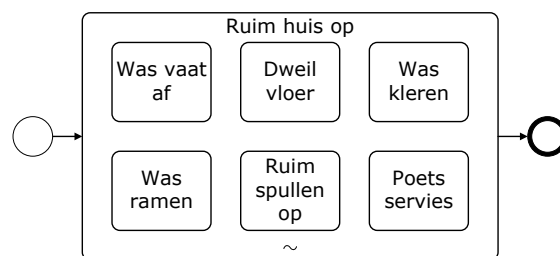 Ruim huis op
Was vaat
af
Dweil
vloer
Was
kleren
Was
ramen
Ruim
spullen
op
Poets
servies
~